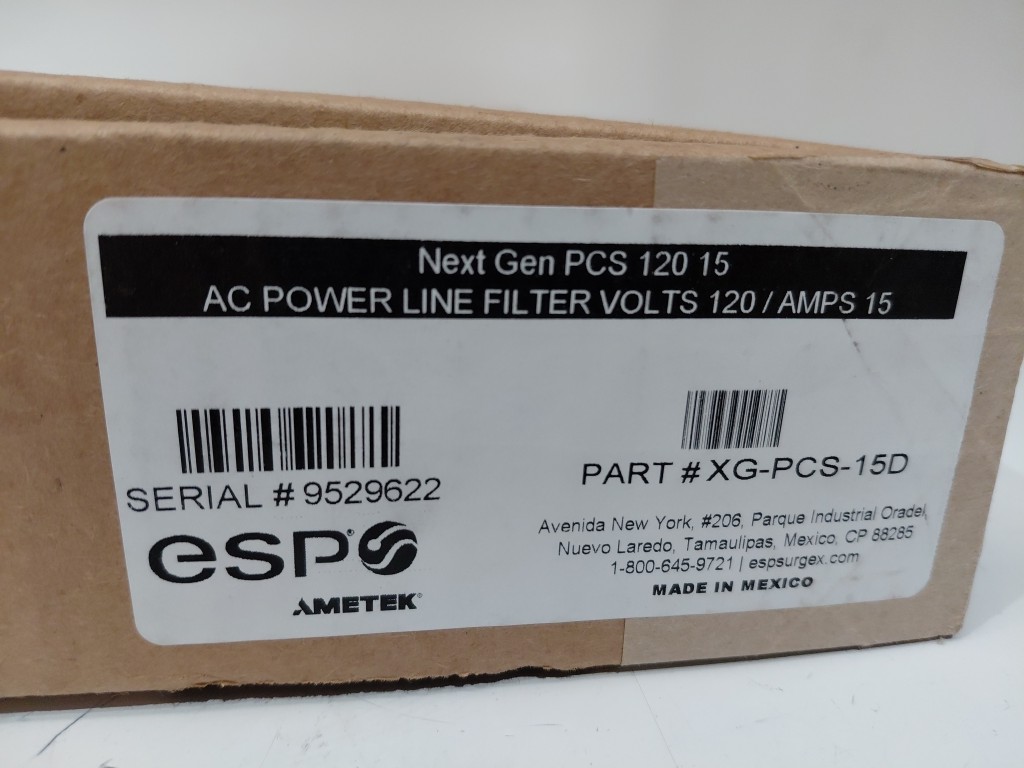 Next Gen PCS 120 15
AC POWER LINE FILTER VOLTS 120 / AMPS 15
SERIAL # 9529622
PART # XG-PCS-15D
esp®
AMETEK®
Avenida New York, #206, Parque Industrial Oradel,
Nuevo Laredo, Tamaulipas, Mexico, CP 88285
1-800-645-9721 | espsurgex.com
MADE IN MEXICO